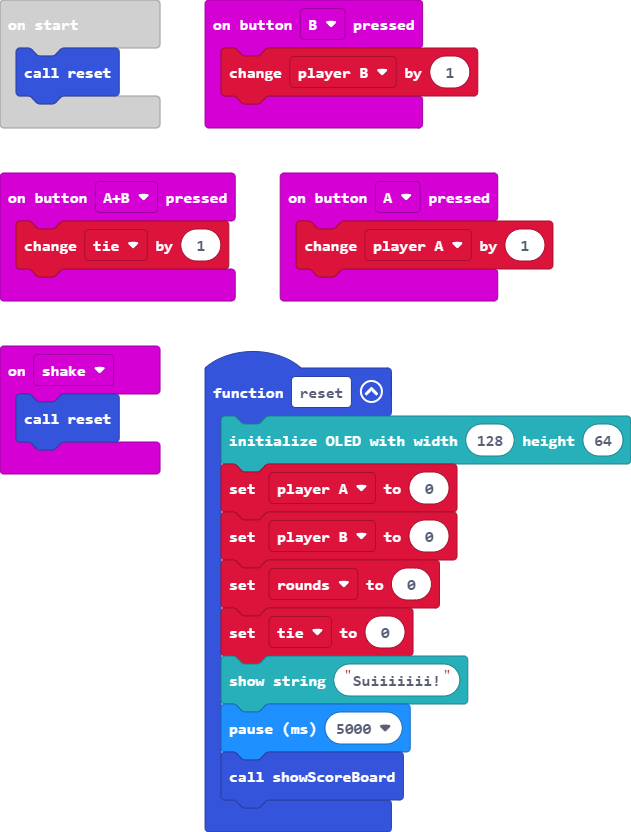 on start
call reset
on button B pressed
change player B by 1
on button A+B pressed
change tie by 1
on button A pressed
change player A by 1
on shake
call reset
function reset
initialize OLED with width 128 height 64
set player A to 0
set player B to 0
set rounds to 0
set tie to 0
show string "Suiiiiiii!"
pause (ms) 5000
call showScoreBoard